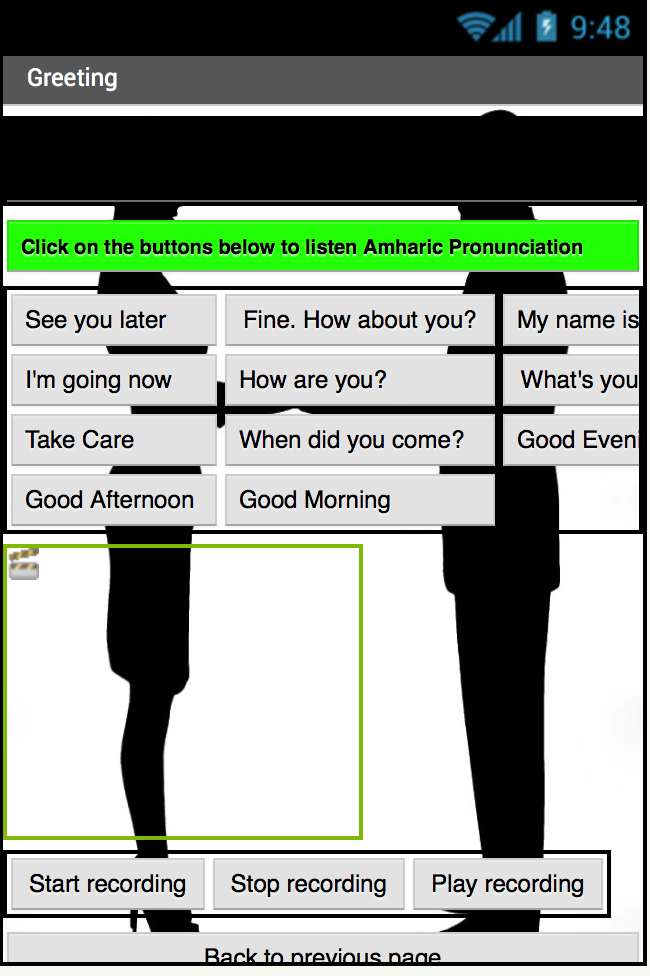 9:48
Greeting
Click on the buttons below to listen Amharic Pronunciation
See you later Fine. How about you? My name is
I'm going now How are you? What's you
Take Care When did you come? Good Eveni
Good Afternoon Good Morning
Start recording Stop recording Play recording
Back to previous page